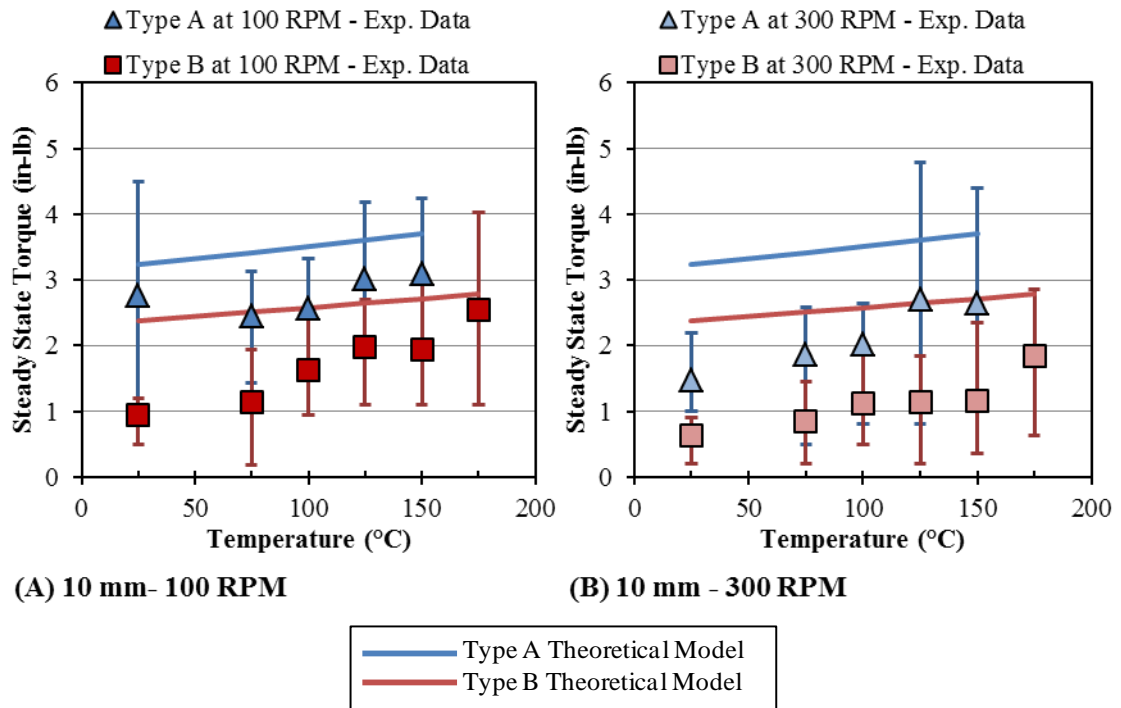 Type A at 100 RPM - Exp. Data
Type B at 100 RPM - Exp. Data
6
5
4
3
2
1
0
Steady State Torque (in-lb)
0
50
100
150
200
Temperature (°C)
(A) 10 mm- 100 RPM
Type A at 300 RPM - Exp. Data
Type B at 300 RPM - Exp. Data
6
5
4
3
2
1
0
Steady State Torque (in-lb)
0
50
100
150
200
Temperature (°C)
(B) 10 mm - 300 RPM
Type A Theoretical Model
Type B Theoretical Model